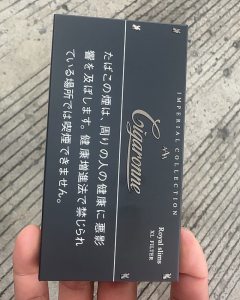 IMPERIAL COLLECTION
Cigaronne
Royal slims
XL FILTER
たばこの煙は、周りの人の健康に悪影
響を及ぼします。健康増進法で禁じられ
ている場所では喫煙できません。